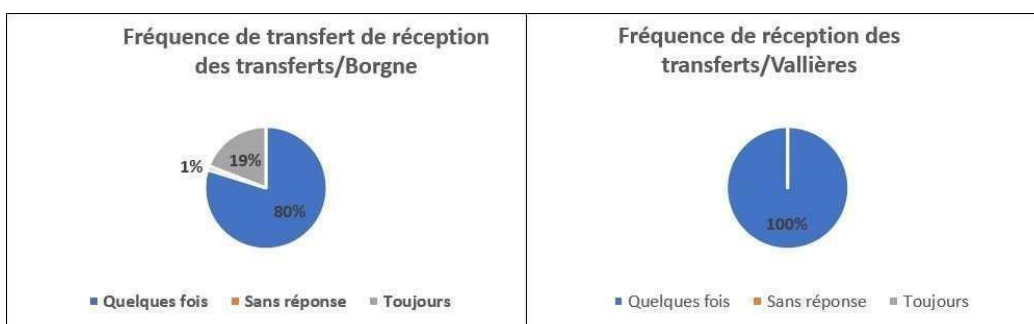 Fréquence de transfert de réception
des transferts/Borgne
1%
19%
80%
Quelques fois Sans réponse Toujours
Fréquence de réception des
transferts/Vallières
100%
Quelques fois Sans réponse Toujours